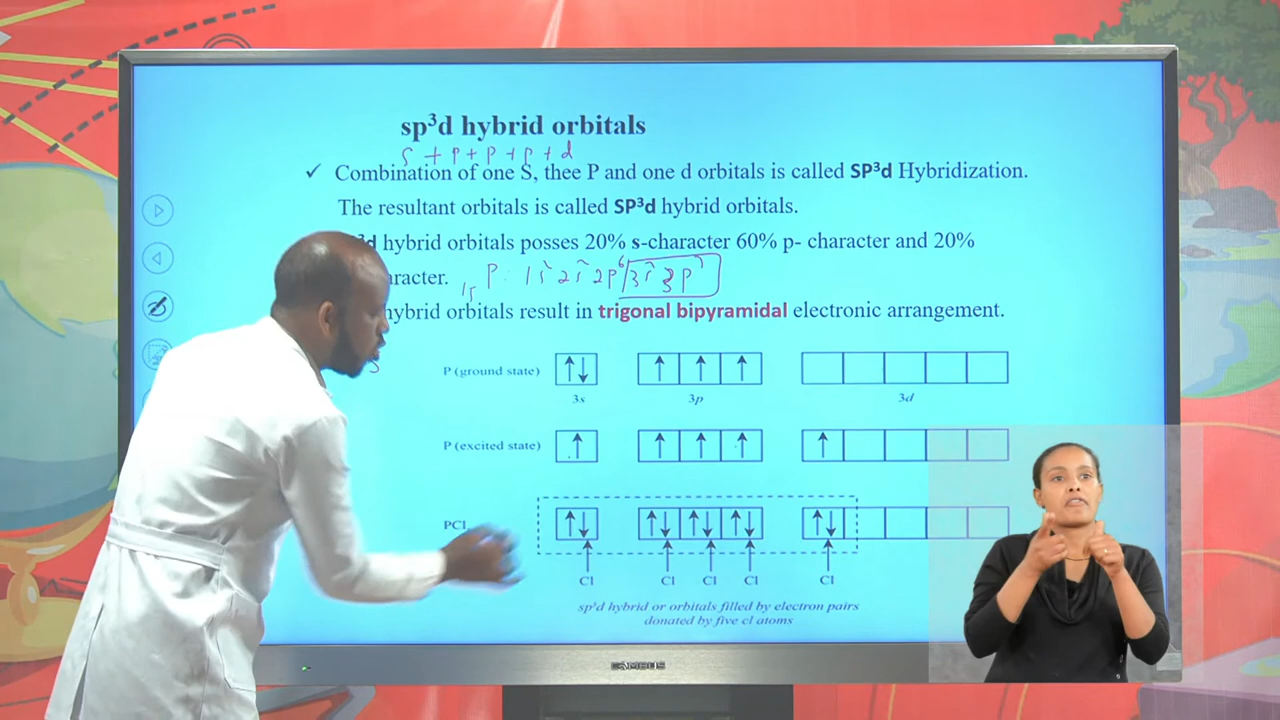 sp³d hybrid orbitals
S + P + P + P + d
✓ Combination of one S, thee P and one d orbitals is called SP³d Hybridization.
The resultant orbitals is called SP³d hybrid orbitals.
³d hybrid orbitals posses 20% s-character 60% p- character and 20%
aracter. ₁₅P: 1s² 2s² 2p⁶ 3s² 3p³
hybrid orbitals result in trigonal bipyramidal electronic arrangement.
P (ground state)
3s 3p 3d
P (excited state)
PCl
Cl Cl Cl Cl Cl
sp³d hybrid or orbitals filled by electron pairs
donated by five cl atoms